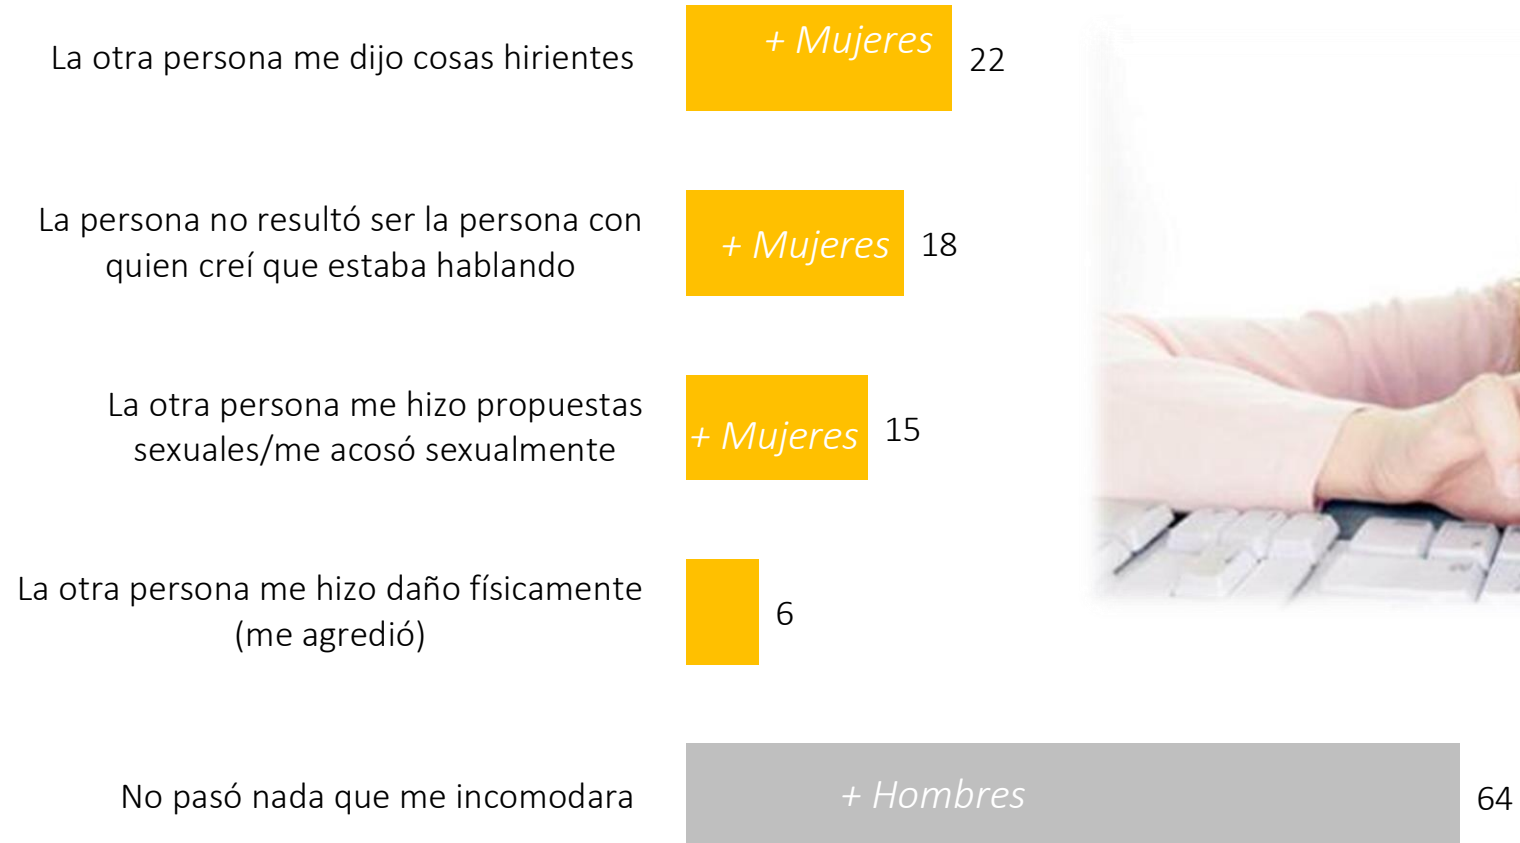 La otra persona me dijo cosas hirientes
+ Mujeres
22
La persona no resultó ser la persona con
quien creí que estaba hablando
+ Mujeres
18
La otra persona me hizo propuestas
sexuales/me acosó sexualmente
+ Mujeres
15
La otra persona me hizo daño físicamente
(me agredió)
6
No pasó nada que me incomodara
+ Hombres
64